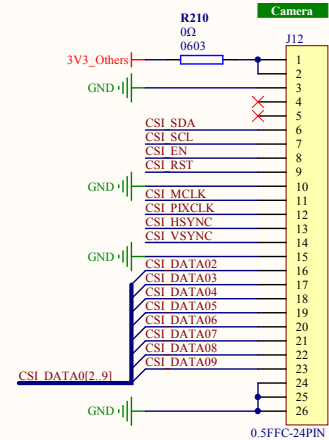 Camera
R210
0Ω
0603
J12
3V3_Others
1
2
GND
3
4
5
CSI_SDA
6
CSI_SCL
7
CSI_EN
8
CSI_RST
9
GND
10
CSI_MCLK
11
CSI_PIXCLK
12
CSI_HSYNC
13
CSI_VSYNC
14
GND
15
CSI_DATA02
16
CSI_DATA03
17
CSI_DATA04
18
CSI_DATA05
19
CSI_DATA06
20
CSI_DATA07
21
CSI_DATA08
22
CSI_DATA09
23
CSI_DATA0[2..9]
24
25
GND
26
0.5FFC-24PIN